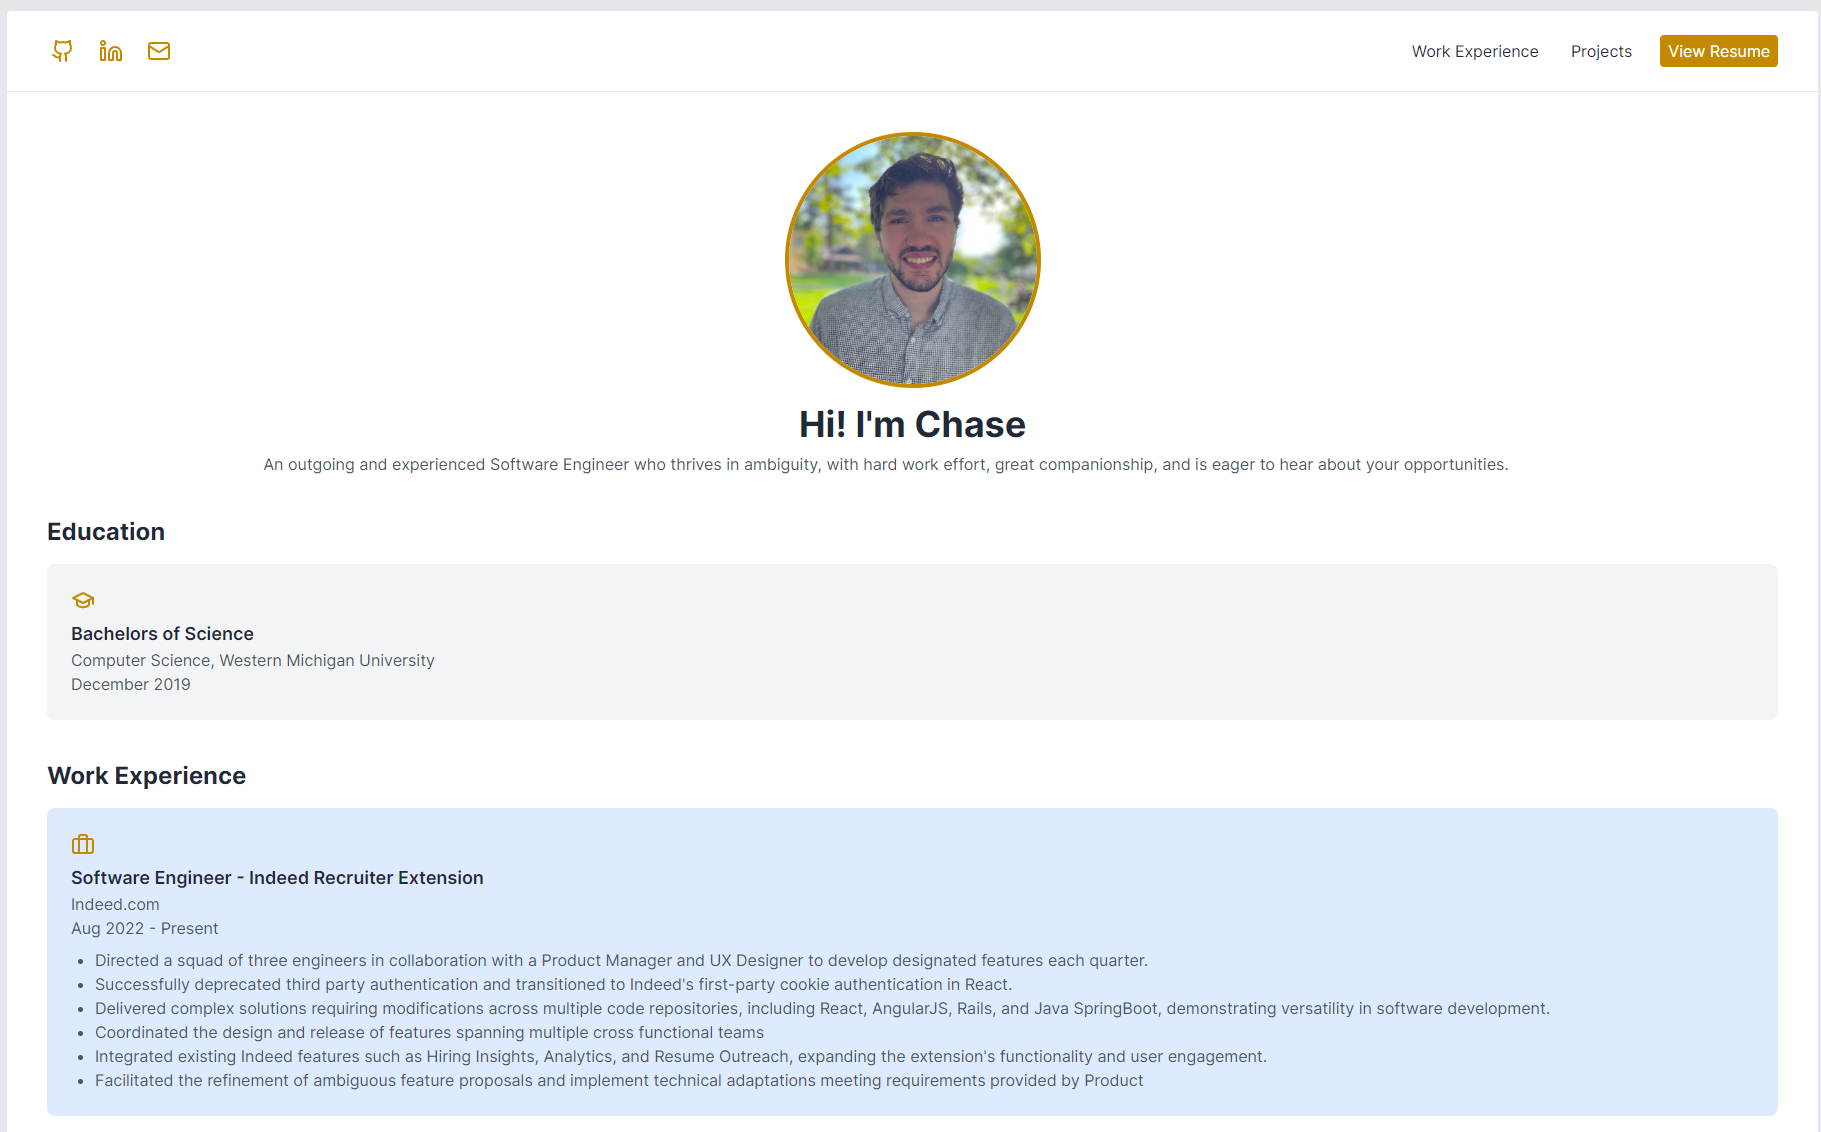 Work Experience Projects View Resume
Hi! I'm Chase
An outgoing and experienced Software Engineer who thrives in ambiguity, with hard work effort, great companionship, and is eager to hear about your opportunities.
Education
Bachelors of Science
Computer Science, Western Michigan University
December 2019
Work Experience
Software Engineer - Indeed Recruiter Extension
Indeed.com
Aug 2022 - Present
• Directed a squad of three engineers in collaboration with a Product Manager and UX Designer to develop designated features each quarter.
• Successfully deprecated third party authentication and transitioned to Indeed's first-party cookie authentication in React.
• Delivered complex solutions requiring modifications across multiple code repositories, including React, AngularJS, Rails, and Java SpringBoot, demonstrating versatility in software development.
• Coordinated the design and release of features spanning multiple cross functional teams
• Integrated existing Indeed features such as Hiring Insights, Analytics, and Resume Outreach, expanding the extension's functionality and user engagement.
• Facilitated the refinement of ambiguous feature proposals and implement technical adaptations meeting requirements provided by Product